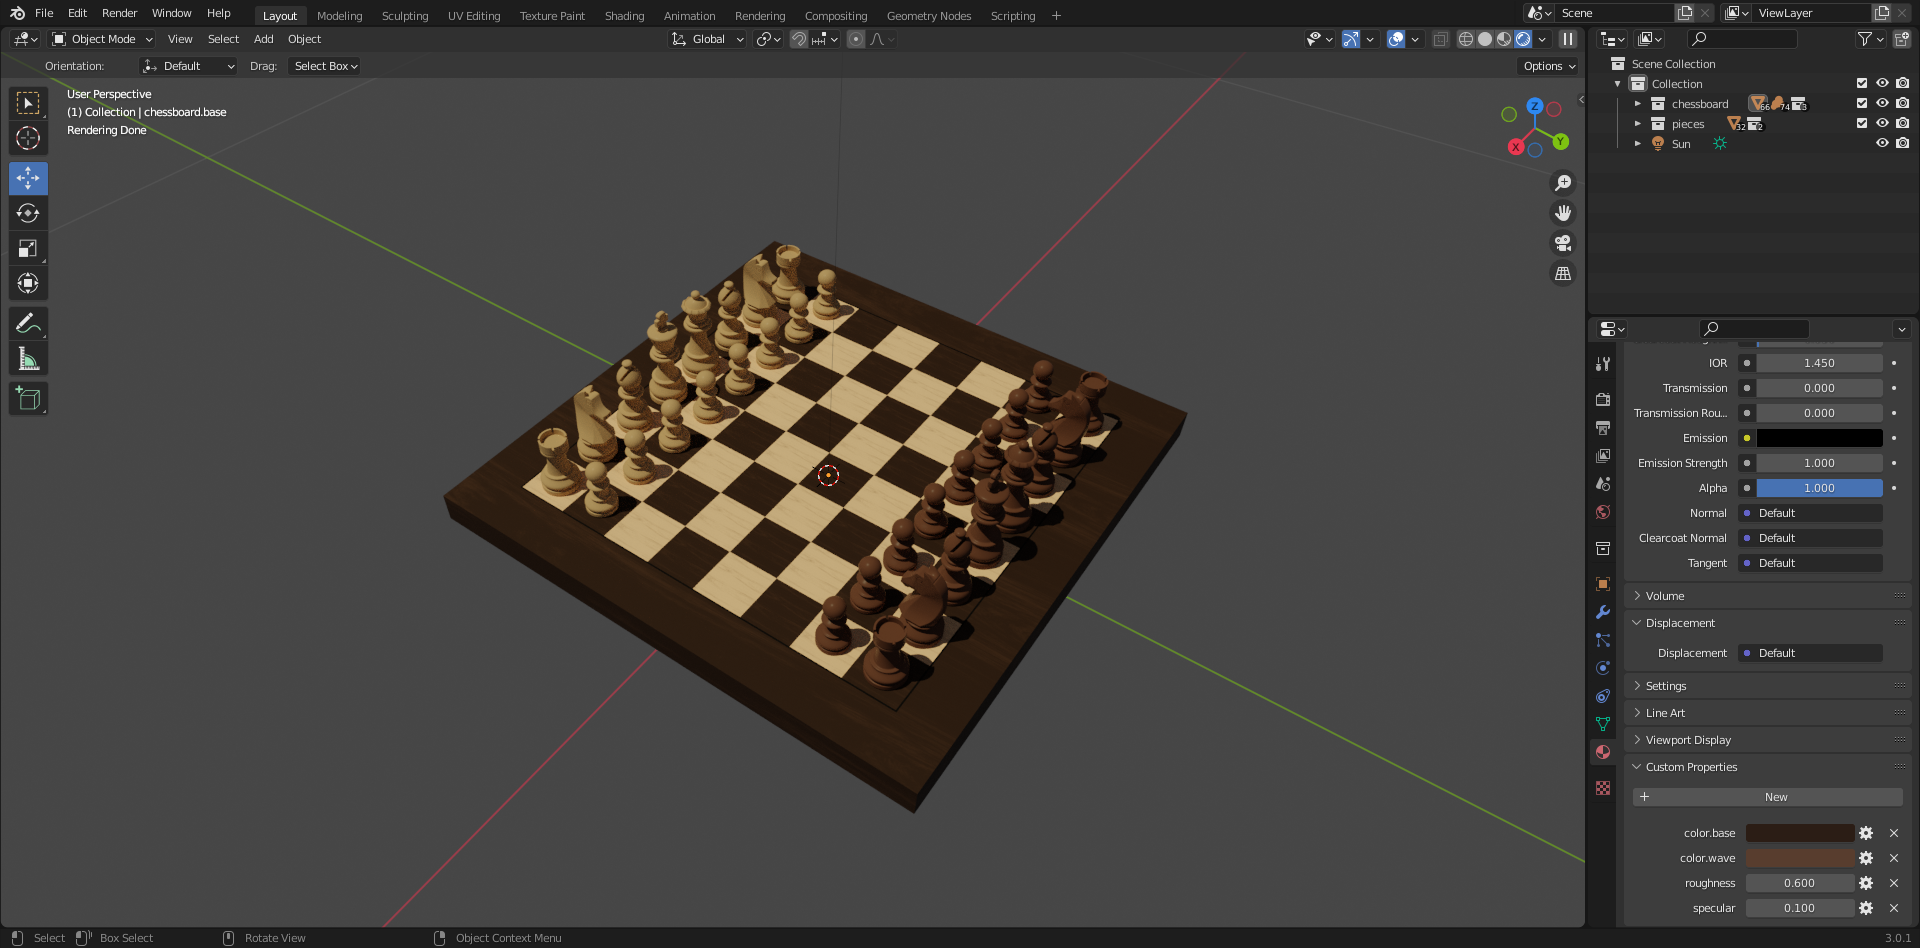 File Edit Render Window Help Layout Modeling Sculpting UV Editing Texture Paint Shading Animation Rendering Compositing Geometry Nodes Scripting + Scene ViewLayer
Object Mode View Select Add Object Global
Orientation: Default Drag: Select Box Options
User Perspective
(1) Collection | chessboard.base
Rendering Done
Z
Y
X
Scene Collection
Collection
chessboard 66 74 3
pieces 32 2
Sun
IOR 1.450
Transmission 0.000
Transmission Rou... 0.000
Emission
Emission Strength 1.000
Alpha 1.000
Normal Default
Clearcoat Normal Default
Tangent Default
Volume
Displacement
Displacement Default
Settings
Line Art
Viewport Display
Custom Properties
+ New
color.base
color.wave
roughness 0.600
specular 0.100
Select Box Select Rotate View Object Context Menu 3.0.1